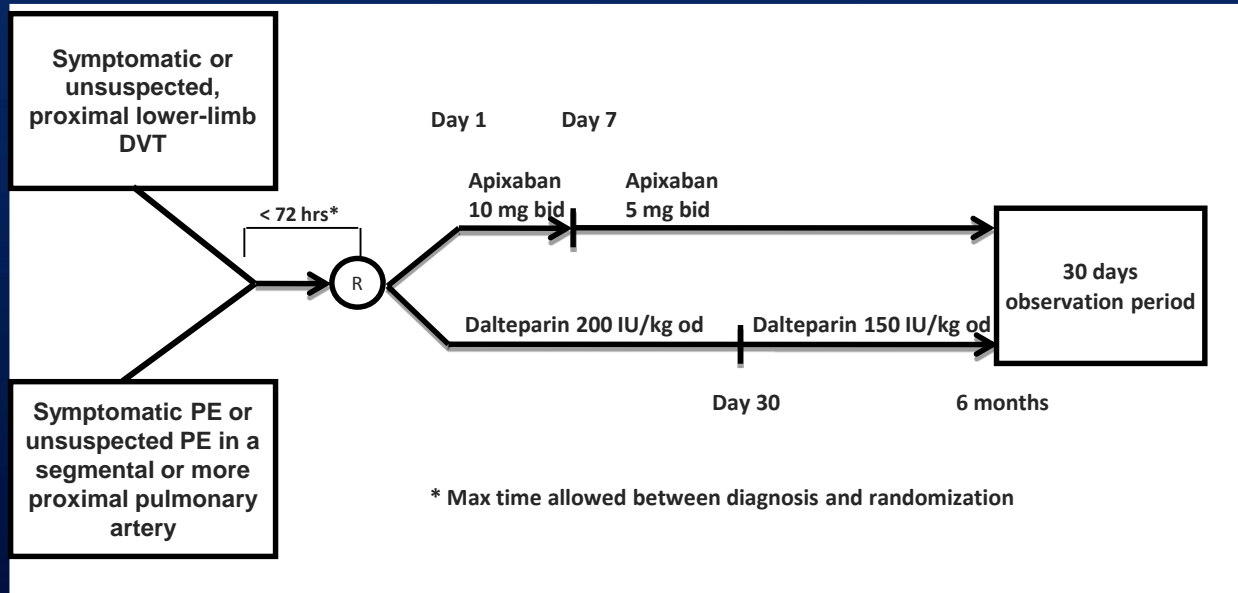 Symptomatic or
unsuspected,
proximal lower-limb
DVT
Day 1
Day 7
< 72 hrs*
Apixaban
10 mg bid
Apixaban
5 mg bid
R
30 days
observation period
Dalteparin 200 IU/kg od
Dalteparin 150 IU/kg od
Day 30
6 months
Symptomatic PE or
unsuspected PE in a
segmental or more
proximal pulmonary
artery
* Max time allowed between diagnosis and randomization